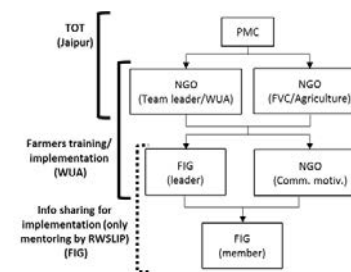 TOT
(Jaipur)
PMC
NGO
(Team leader/WUA)
NGO
(FVC/Agriculture)
Farmers training/
implementation
(WUA)
FIG
(leader)
NGO
(Comm. motiv.)
Info sharing for
implementation (only
mentoring by RWSLIP)
(FIG)
FIG
(member)